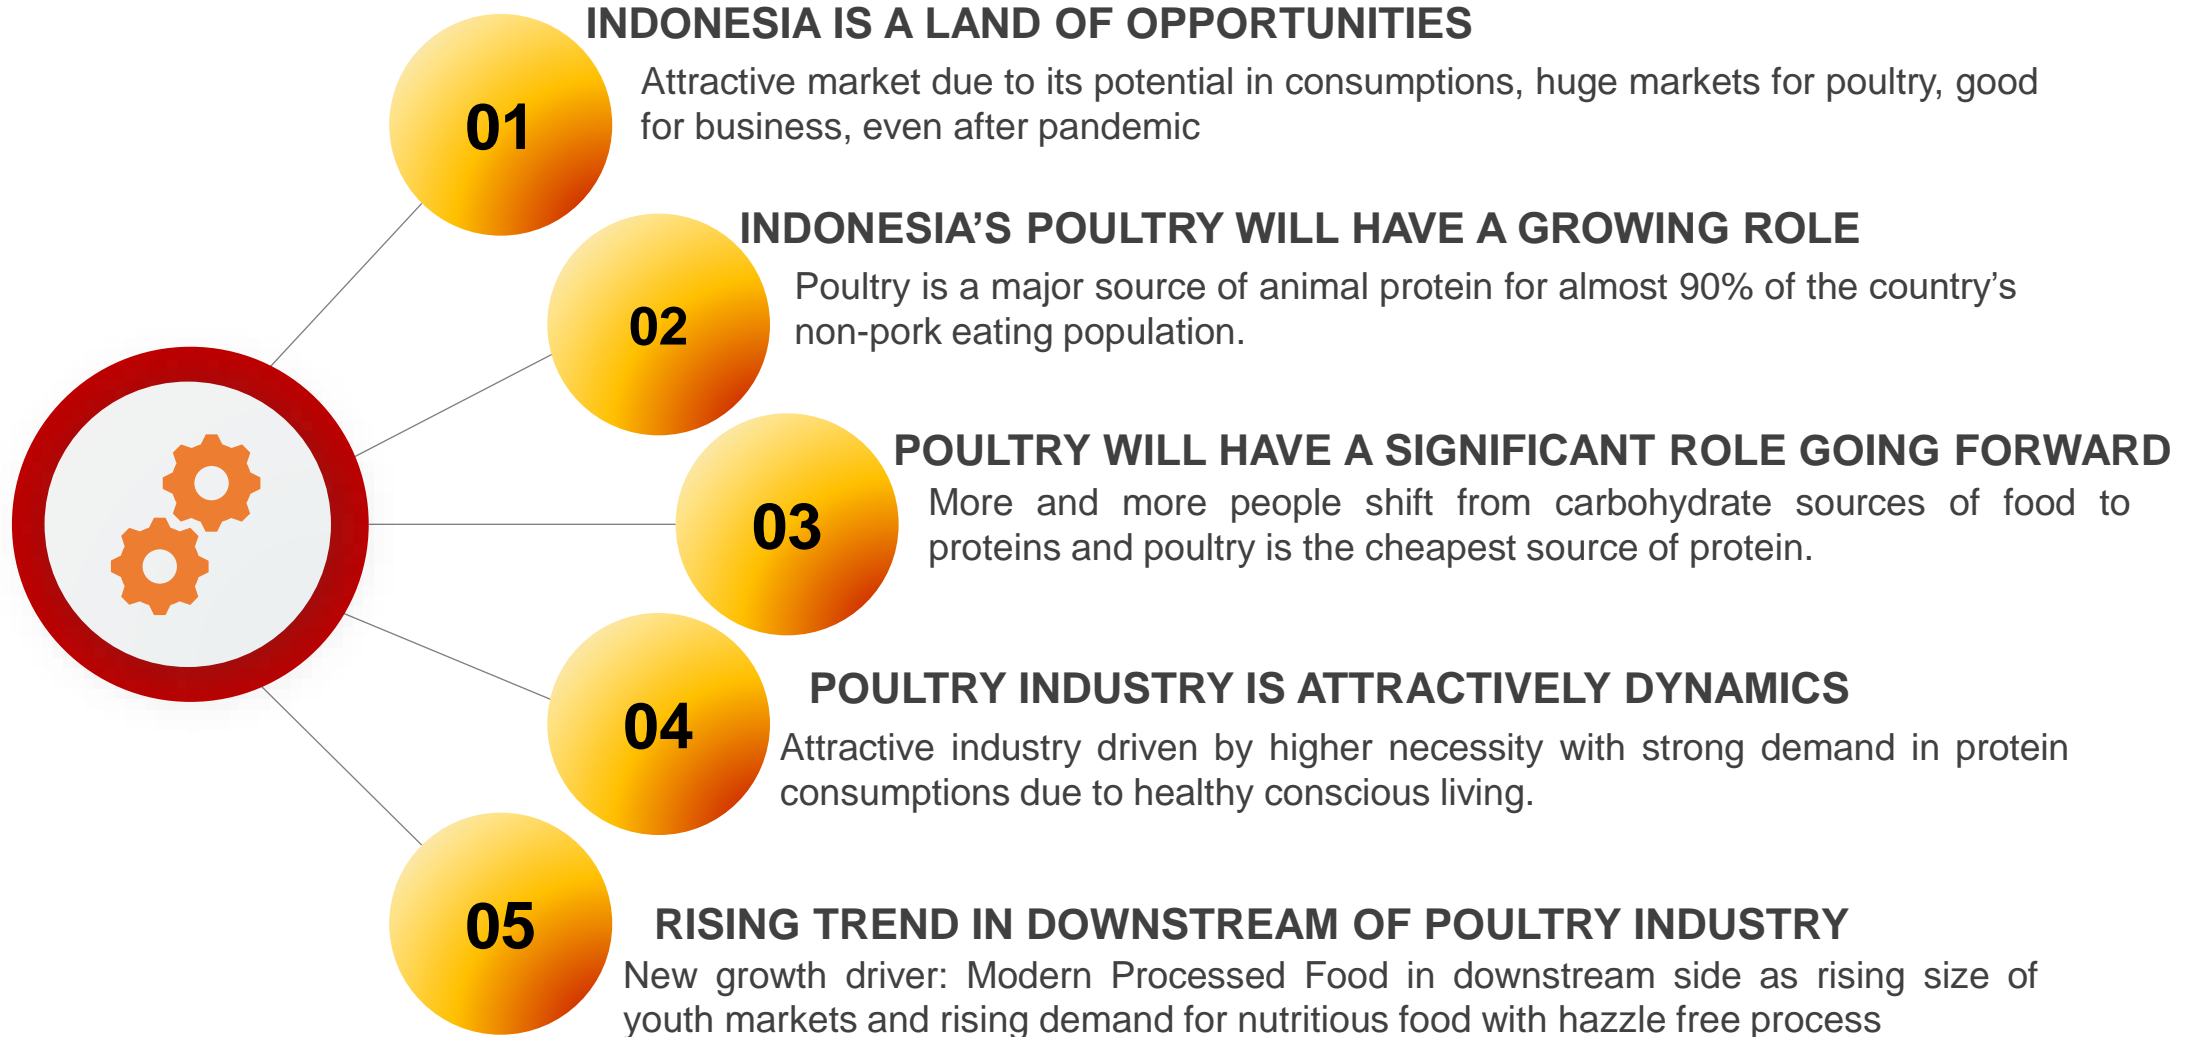 INDONESIA IS A LAND OF OPPORTUNITIES
01
Attractive market due to its potential in consumptions, huge markets for poultry, good
for business, even after pandemic
INDONESIA’S POULTRY WILL HAVE A GROWING ROLE
02
Poultry is a major source of animal protein for almost 90% of the country’s
non-pork eating population.
POULTRY WILL HAVE A SIGNIFICANT ROLE GOING FORWARD
03
More and more people shift from carbohydrate sources of food to
proteins and poultry is the cheapest source of protein.
POULTRY INDUSTRY IS ATTRACTIVELY DYNAMICS
04
Attractive industry driven by higher necessity with strong demand in protein
consumptions due to healthy conscious living.
RISING TREND IN DOWNSTREAM OF POULTRY INDUSTRY
05
New growth driver: Modern Processed Food in downstream side as rising size of
youth markets and rising demand for nutritious food with hazzle free process